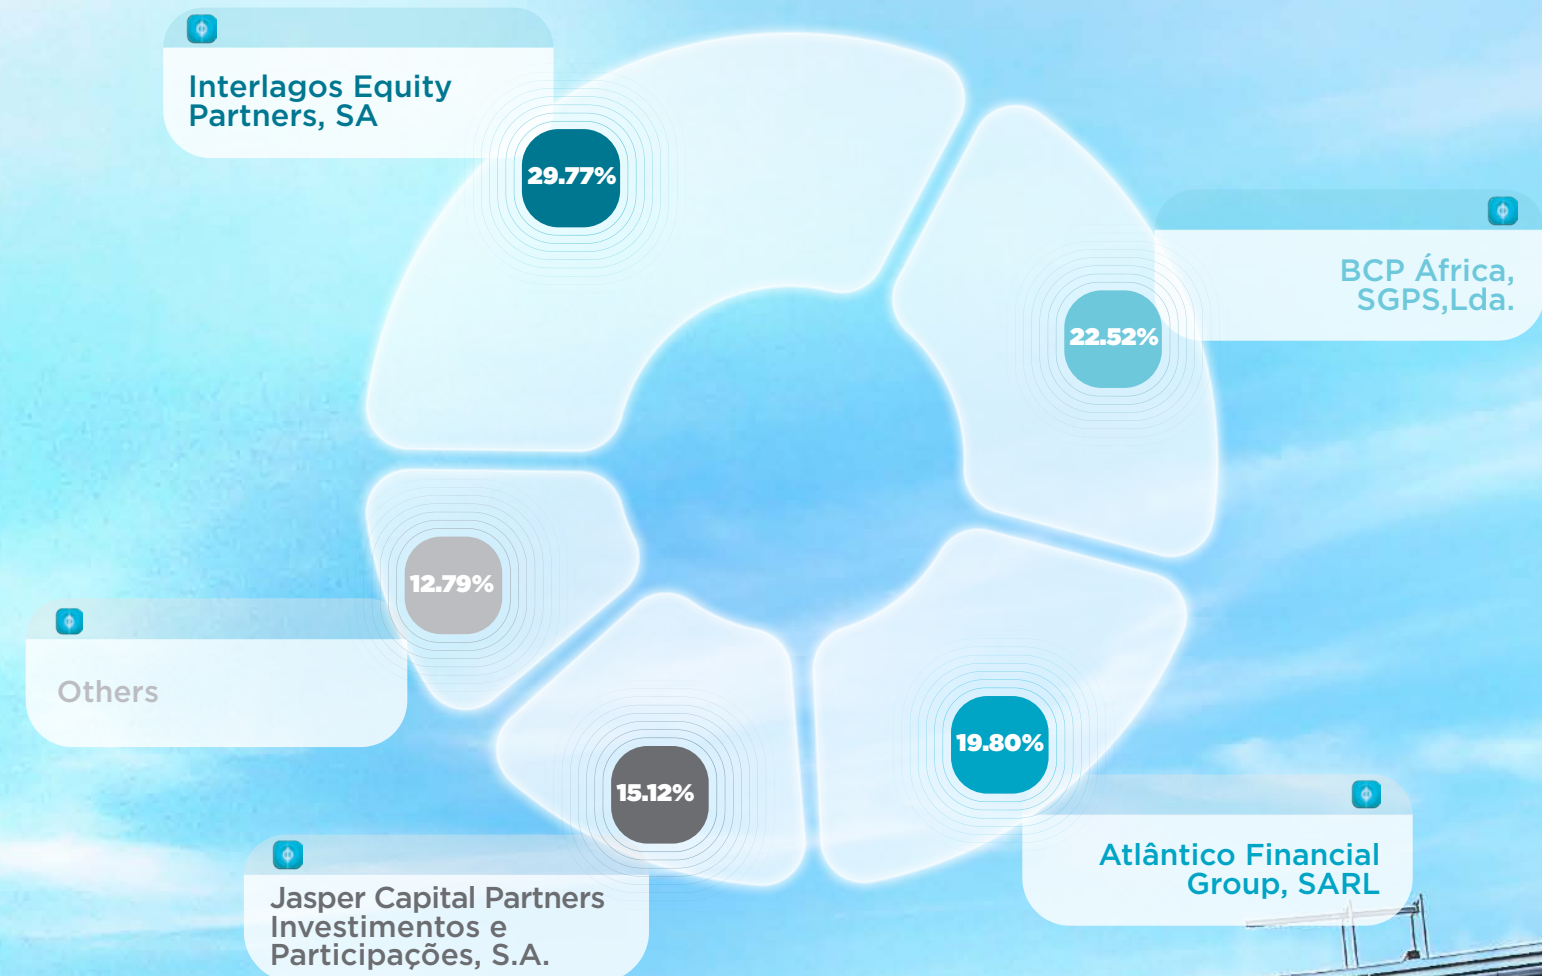 Interlagos Equity
Partners, SA
29.77%
BCP África,
SGPS,Lda.
22.52%
12.79%
Others
19.80%
Atlântico Financial
Group, SARL
15.12%
Jasper Capital Partners
Investimentos e
Participações, S.A.